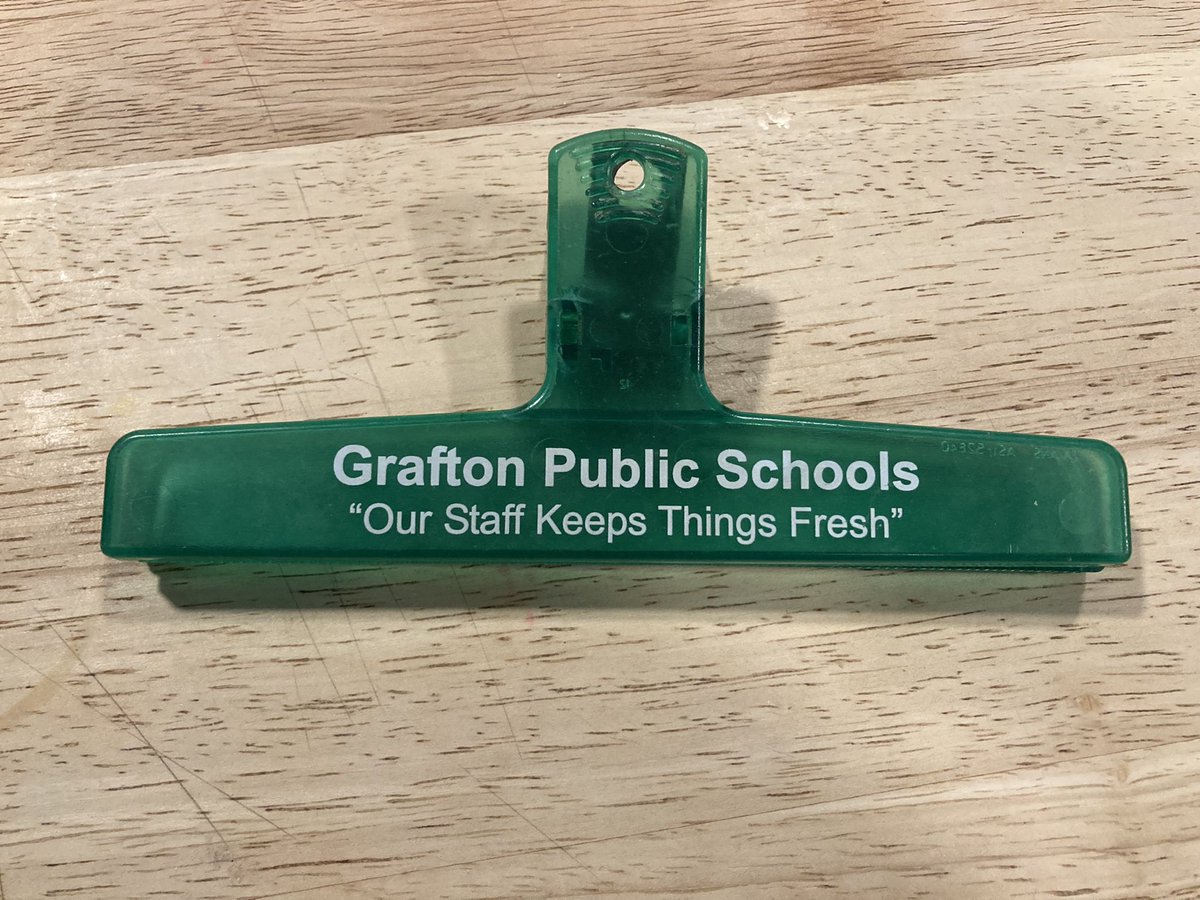 Grafton Public Schools
“Our Staff Keeps Things Fresh”